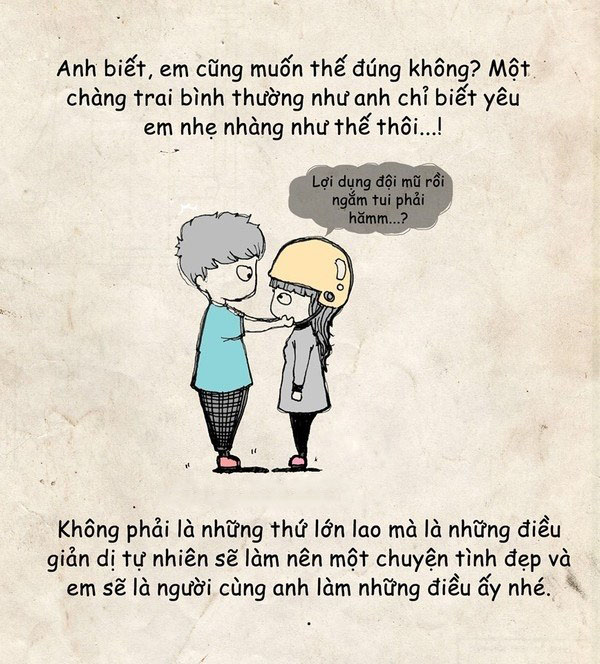 Anh biết, em cũng muốn thế đúng không? Một
chàng trai bình thường như anh chỉ biết yêu
em nhẹ nhàng như thế thôi...!
Lợi dụng đội mũ rồi
ngắm tui phải
hămm...?
Không phải là những thứ lớn lao mà là những điều
giản dị tự nhiên sẽ làm nên một chuyện tình đẹp và
em sẽ là người cùng anh làm những điều ấy nhé.
.